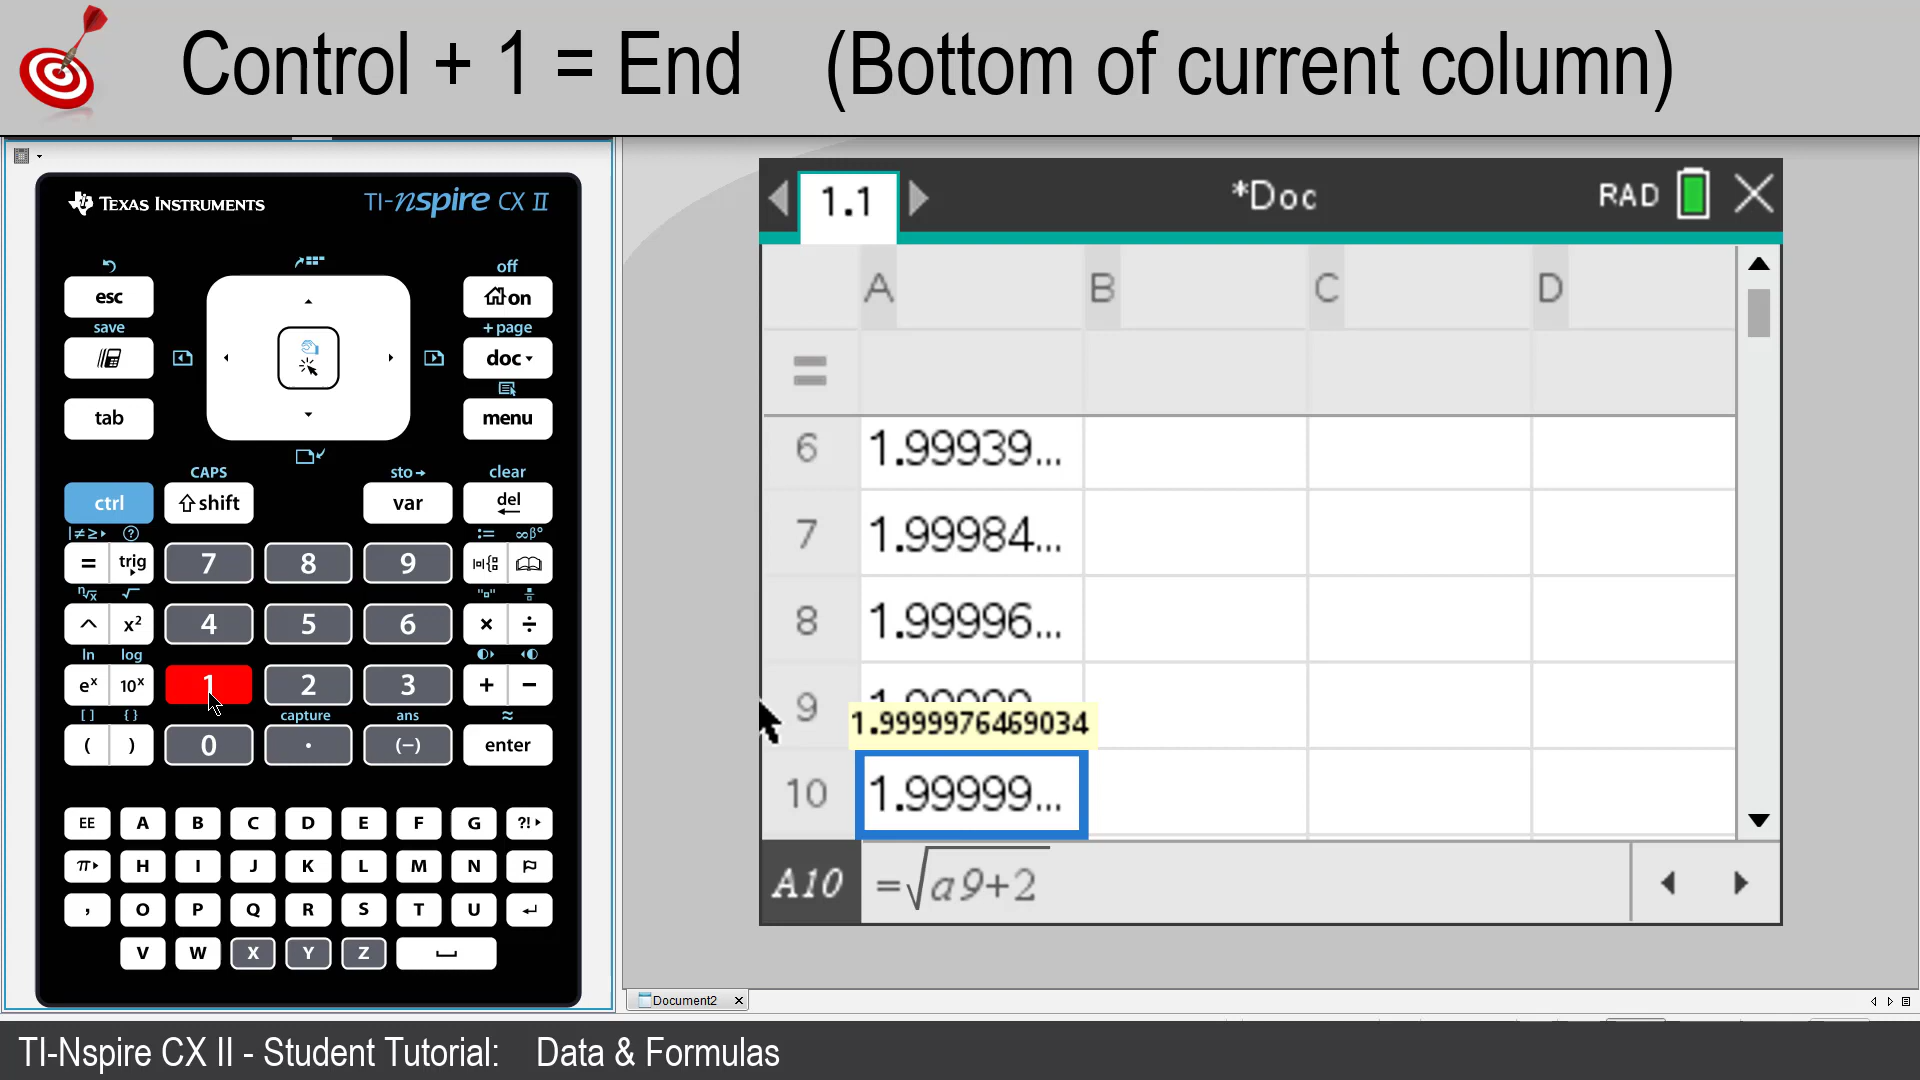 Control + 1 = End (Bottom of current column)
TEXAS INSTRUMENTS TI-nspire CX II
off
esc on
save + page
doc
tab menu
CAPS sto→ clear
ctrl ⇧shift var del
|≠≥▸ ? := ∞β°
= trig 7 8 9
ⁿ√x √
^ x² 4 5 6 × ÷
ln log
eˣ 10ˣ 1 2 3 + −
[ ] { } capture ans ≈
( ) 0 . (−) enter
EE A B C D E F G ?!▸
π▸ H I J K L M N
, O P Q R S T U
V W X Y Z
1.1 *Doc RAD
A B C D
=
6 1.99939...
7 1.99984...
8 1.99996...
9 1.99999...
1.9999976469034
10 1.99999...
A10 =√a9+2
Document2
TI-Nspire CX II - Student Tutorial: Data & Formulas